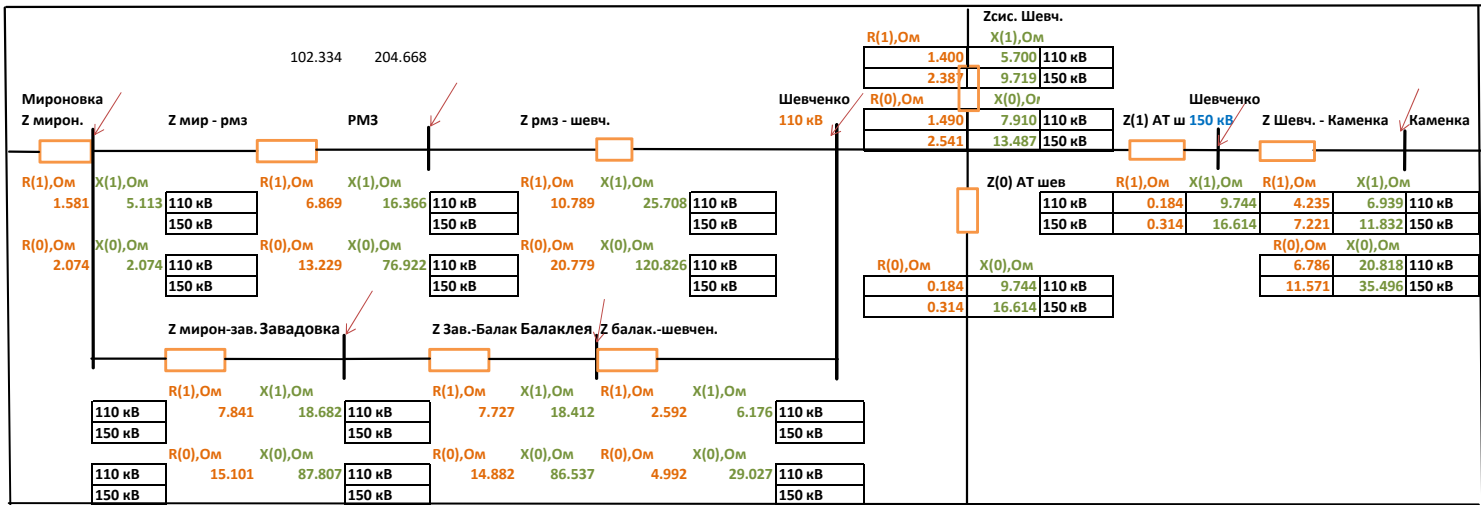 Zсис. Шевч.
R(1),Ом X(1),Ом
102.334 204.668
1.400 5.700 110 кВ
2.387 9.719 150 кВ
Мироновка Шевченко R(0),Ом X(0),Ом Шевченко
Z мирон. Z мир - рмз РМЗ Z рмз - шевч. 110 кВ 1.490 7.910 110 кВ Z(1) АТ ш 150 кВ Z Шевч. - Каменка Каменка
2.541 13.487 150 кВ
R(1),Ом X(1),Ом R(1),Ом X(1),Ом R(1),Ом X(1),Ом Z(0) АТ шев R(1),Ом X(1),Ом R(1),Ом X(1),Ом
1.581 5.113 110 кВ 6.869 16.366 110 кВ 10.789 25.708 110 кВ 110 кВ 0.184 9.744 4.235 6.939 110 кВ
150 кВ 150 кВ 150 кВ 150 кВ 0.314 16.614 7.221 11.832 150 кВ
R(0),Ом X(0),Ом R(0),Ом X(0),Ом R(0),Ом X(0),Ом R(0),Ом X(0),Ом
2.074 2.074 110 кВ 13.229 76.922 110 кВ 20.779 120.826 110 кВ R(0),Ом X(0),Ом 6.786 20.818 110 кВ
150 кВ 150 кВ 150 кВ 0.184 9.744 110 кВ 11.571 35.496 150 кВ
0.314 16.614 150 кВ
Z мирон-зав. Завадовка Z Зав.-Балак Балаклея Z балак.-шевчен.
R(1),Ом X(1),Ом R(1),Ом X(1),Ом R(1),Ом X(1),Ом
110 кВ 7.841 18.682 110 кВ 7.727 18.412 2.592 6.176 110 кВ
150 кВ 150 кВ 150 кВ
R(0),Ом X(0),Ом R(0),Ом X(0),Ом R(0),Ом X(0),Ом
110 кВ 15.101 87.807 110 кВ 14.882 86.537 4.992 29.027 110 кВ
150 кВ 150 кВ 150 кВ